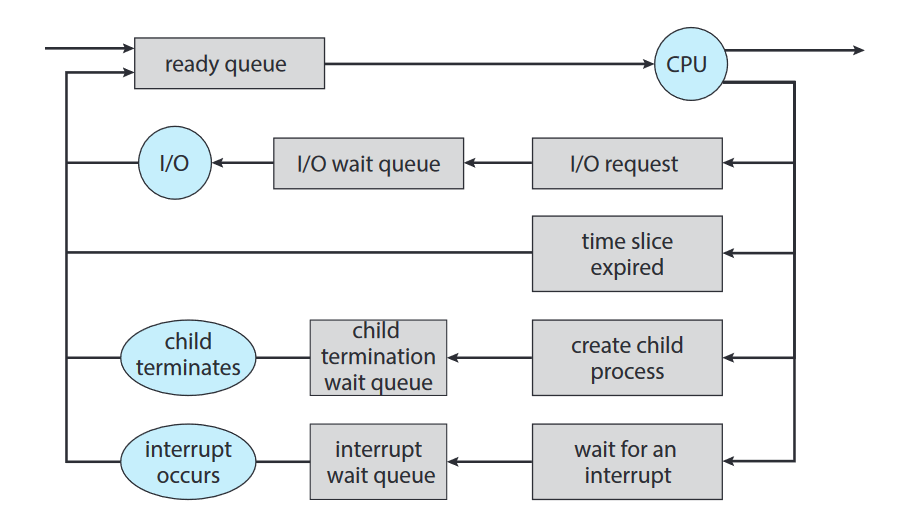 ready queue
CPU
I/O
I/O wait queue
I/O request
time slice
expired
child
terminates
child
termination
wait queue
create child
process
interrupt
occurs
interrupt
wait queue
wait for an
interrupt